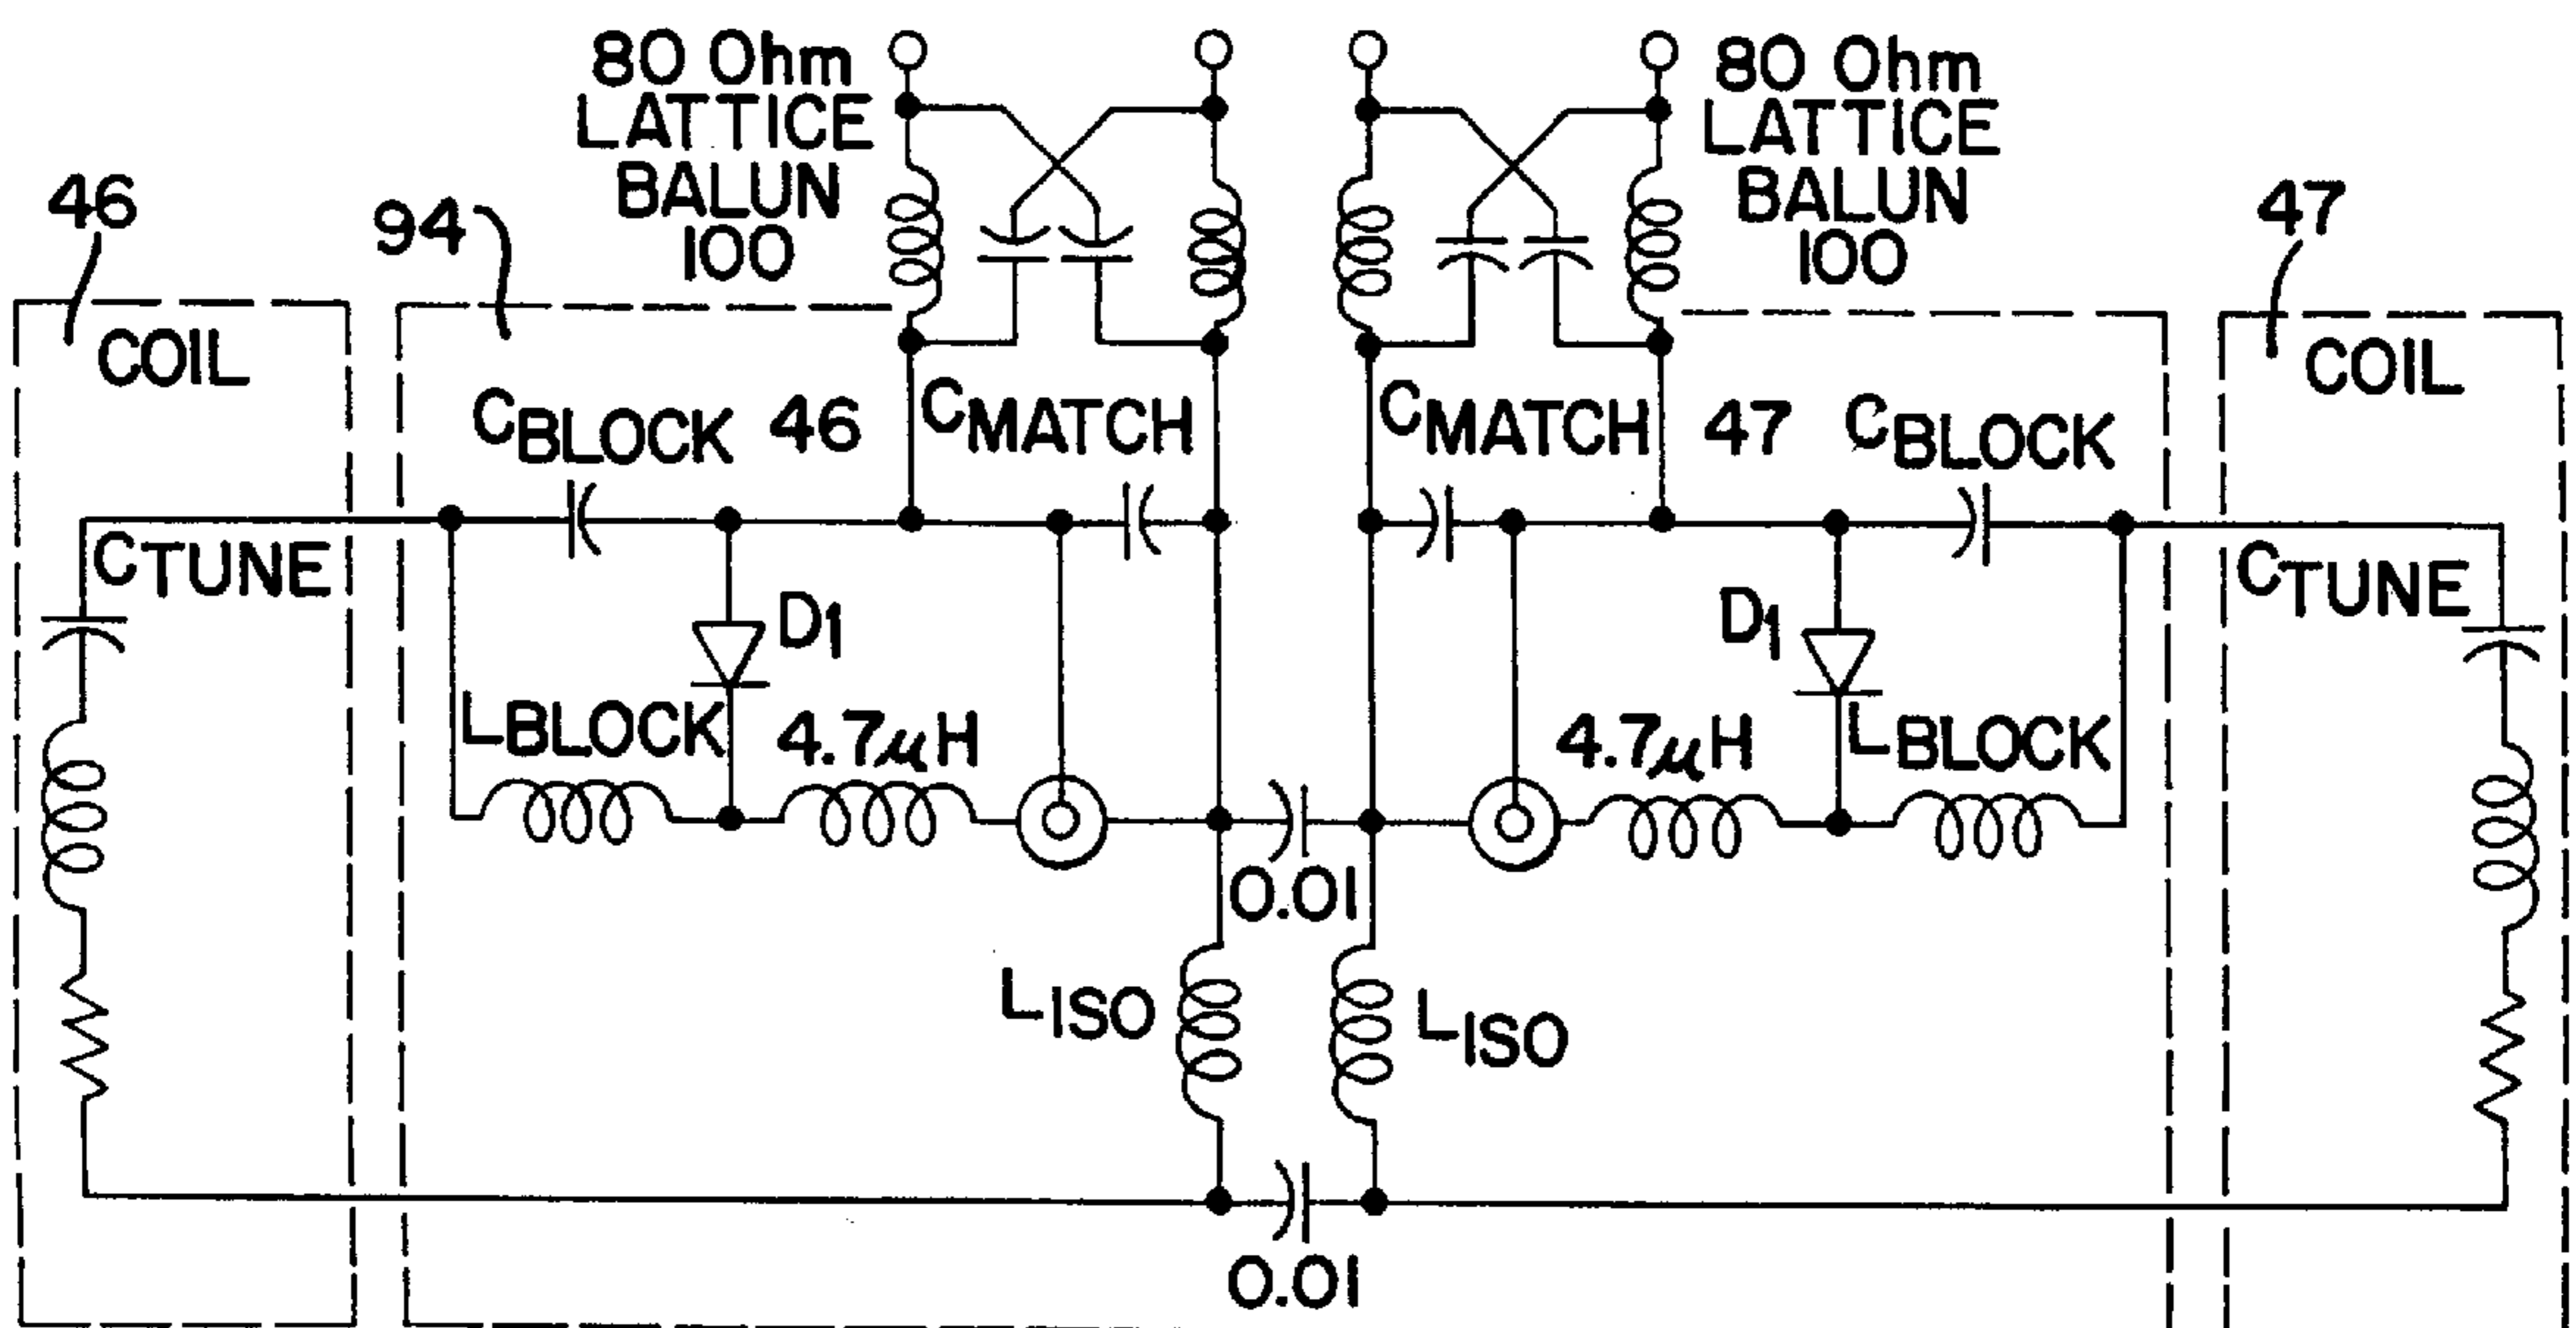 80 Ohm
LATTICE
BALUN
100
80 Ohm
LATTICE
BALUN
100
46
94
47
COIL
COIL
CBLOCK 46 CMATCH
CMATCH 47 CBLOCK
CTUNE
CTUNE
D1
D1
LBLOCK 4.7μH
4.7μH LBLOCK
0.01
LISO
LISO
0.01